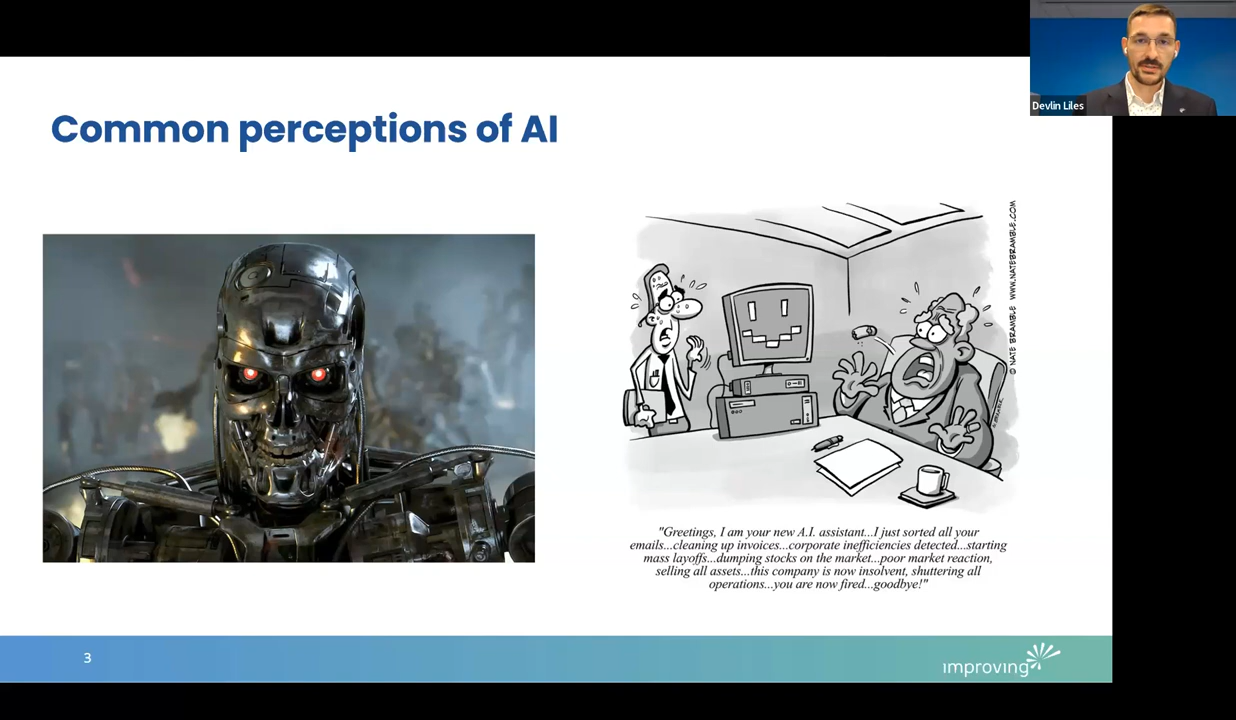 Devlin Liles
Common perceptions of AI
© NATE BRAMBLE WWW.NATEBRAMBLE.COM
"Greetings, I am your new A.I. assistant...I just sorted all your
emails...cleaning up invoices...corporate inefficiencies detected...starting
mass layoffs...dumping stocks on the market...poor market reaction,
selling all assets...this company is now insolvent, shuttering all
operations...you are now fired...goodbye!"
3
improving